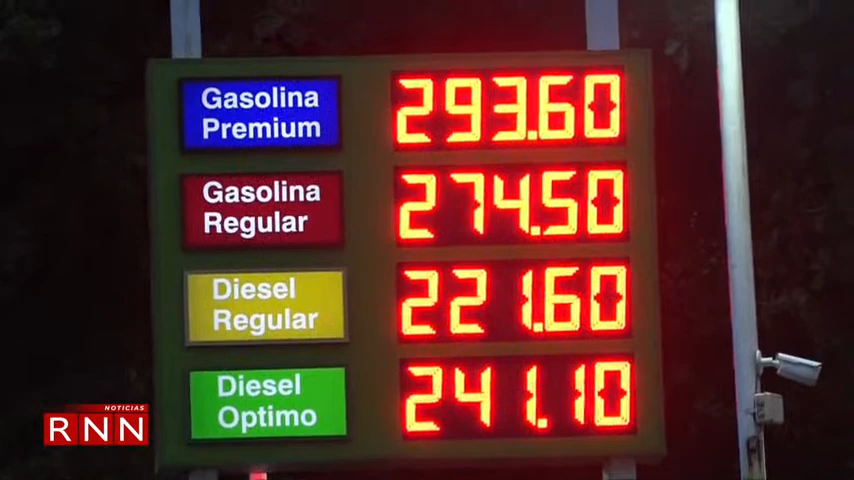 Gasolina
Premium
293.60
Gasolina
Regular
274.50
Diesel
Regular
221.60
Diesel
Optimo
241.10
NOTICIAS
RNN